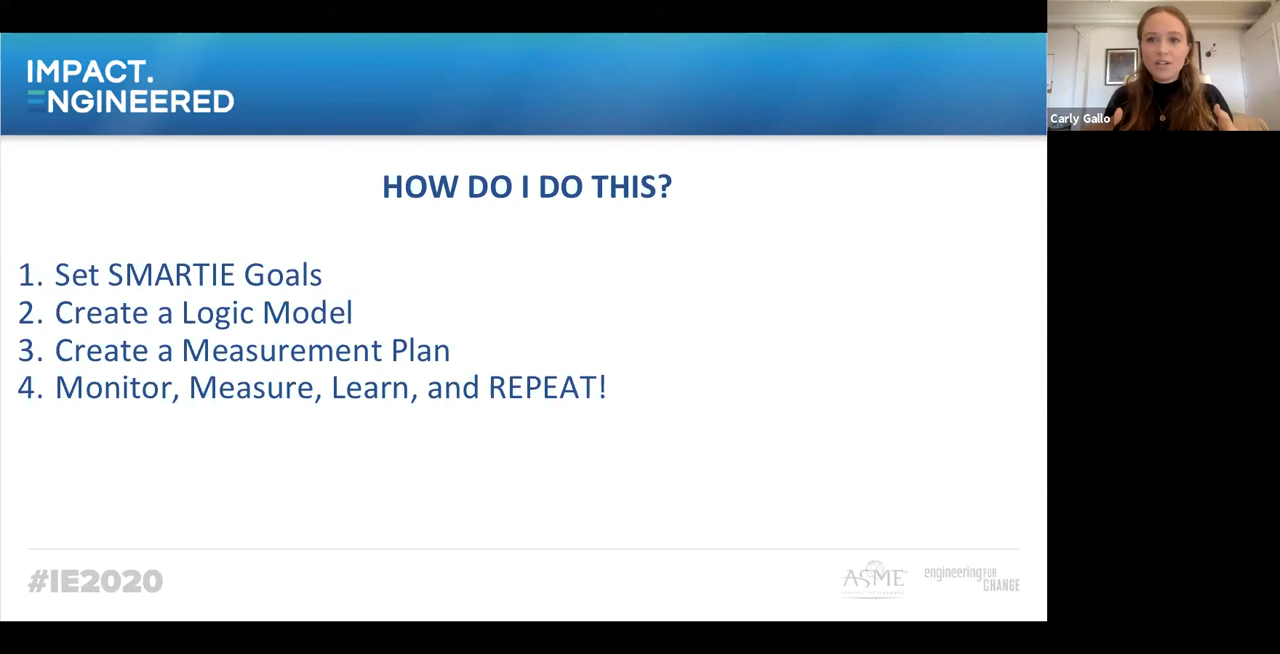 IMPACT.
ENGINEERED
Carly Gallo
HOW DO I DO THIS?
1. Set SMARTIE Goals
2. Create a Logic Model
3. Create a Measurement Plan
4. Monitor, Measure, Learn, and REPEAT!
#IE2020
ASME
engineering FOR
CHANGE